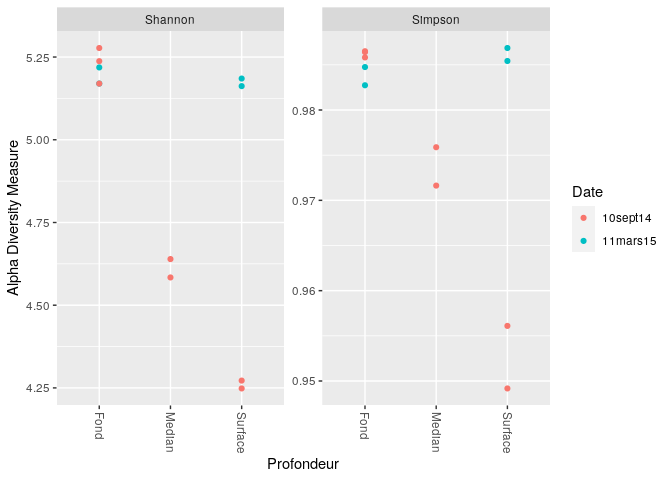 Shannon
Simpson
5.25
5.00
4.75
4.50
4.25
0.98
0.97
0.96
0.95
Alpha Diversity Measure
Fond
Median
Surface
Fond
Median
Surface
Profondeur
Date
10sept14
11mars15